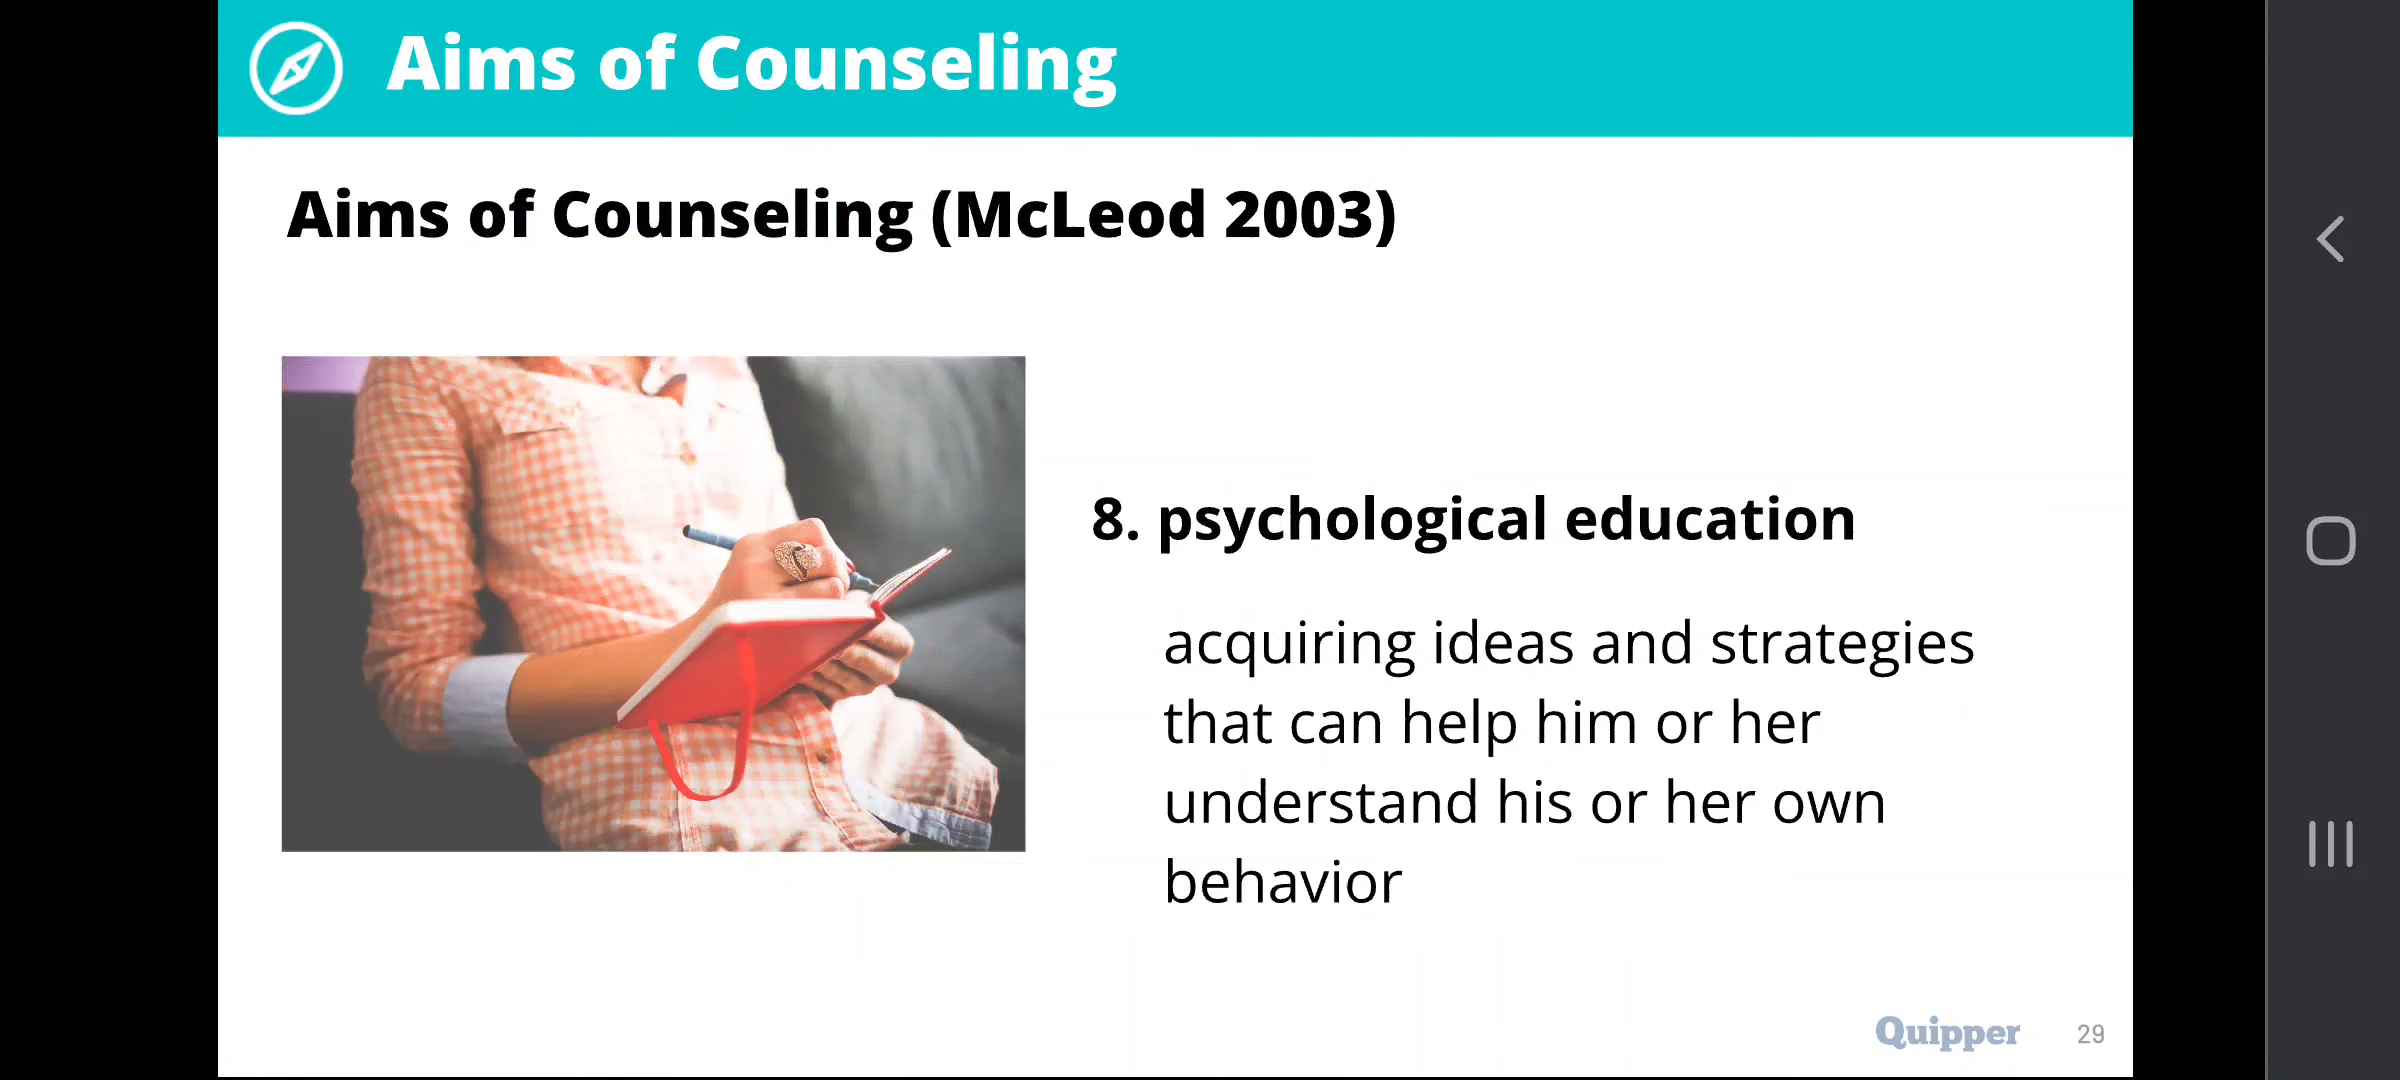 Aims of Counseling
Aims of Counseling (McLeod 2003)
8. psychological education
acquiring ideas and strategies
that can help him or her
understand his or her own
behavior
Quipper 29